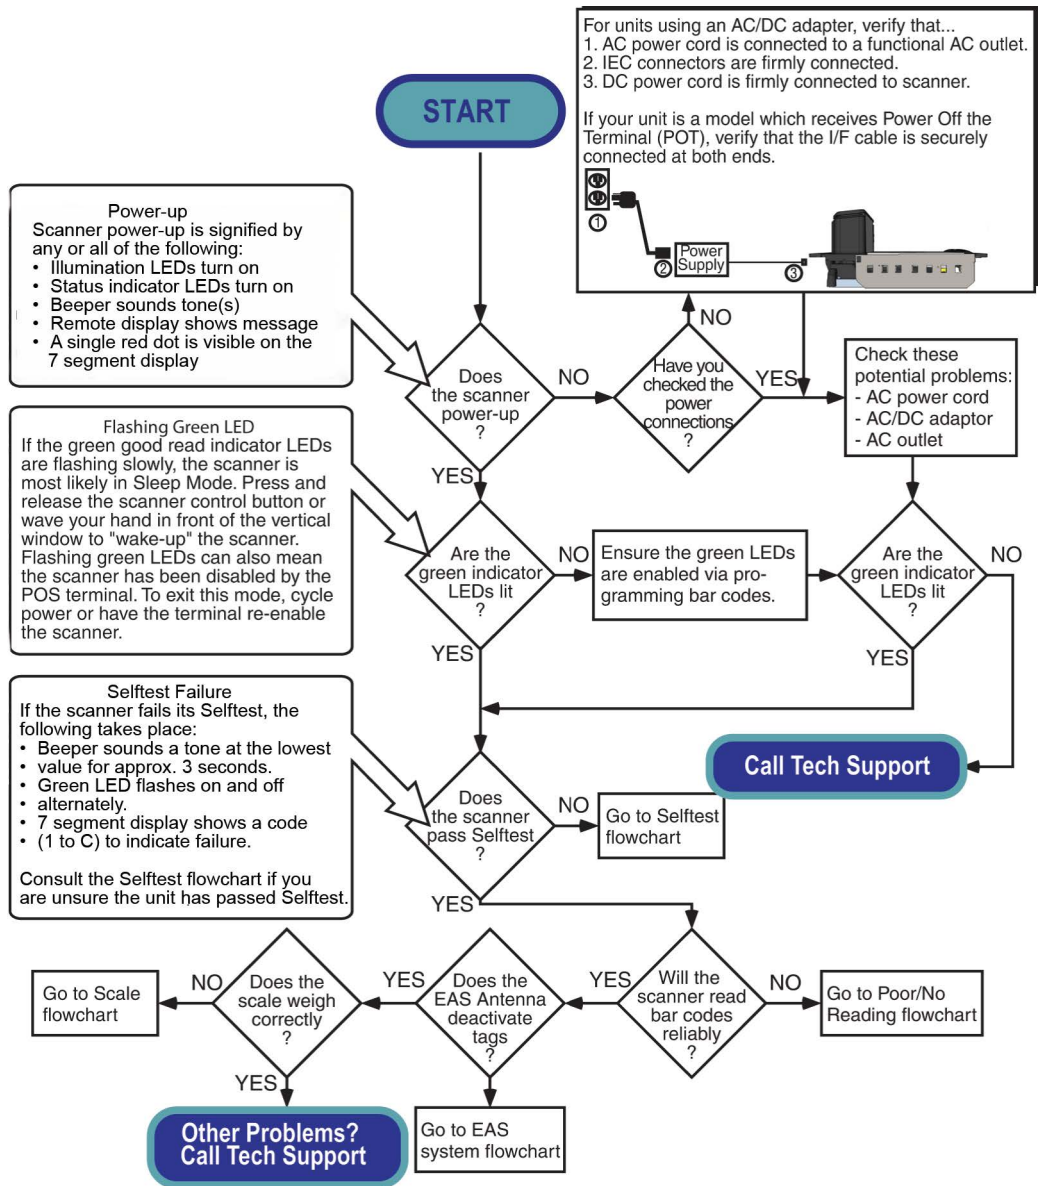 For units using an AC/DC adapter, verify that...
1. AC power cord is connected to a functional AC outlet.
2. IEC connectors are firmly connected.
3. DC power cord is firmly connected to scanner.
If your unit is a model which receives Power Off the
Terminal (POT), verify that the I/F cable is securely
connected at both ends.
1
2
Power
Supply
3
START
Power-up
Scanner power-up is signified by
any or all of the following:
• Illumination LEDs turn on
• Status indicator LEDs turn on
• Beeper sounds tone(s)
• Remote display shows message
• A single red dot is visible on the
7 segment display
Does
the scanner
power-up
?
NO
YES
Have you
checked the
power
connections
?
NO
YES
Check these
potential problems:
- AC power cord
- AC/DC adaptor
- AC outlet
Flashing Green LED
If the green good read indicator LEDs
are flashing slowly, the scanner is
most likely in Sleep Mode. Press and
release the scanner control button or
wave your hand in front of the vertical
window to "wake-up" the scanner.
Flashing green LEDs can also mean
the scanner has been disabled by the
POS terminal. To exit this mode, cycle
power or have the terminal re-enable
the scanner.
Are the
green indicator
LEDs lit
?
NO
YES
Ensure the green LEDs
are enabled via pro-
gramming bar codes.
Are the
green indicator
LEDs lit
?
NO
YES
Call Tech Support
Selftest Failure
If the scanner fails its Selftest, the
following takes place:
• Beeper sounds a tone at the lowest
• value for approx. 3 seconds.
• Green LED flashes on and off
• alternately.
• 7 segment display shows a code
• (1 to C) to indicate failure.
Consult the Selftest flowchart if you
are unsure the unit has passed Selftest.
Does
the scanner
pass Selftest
?
NO
YES
Go to Selftest
flowchart
Will the
scanner read
bar codes
reliably
?
NO
YES
Go to Poor/No
Reading flowchart
Does the
EAS Antenna
deactivate
tags
?
YES
Go to EAS
system flowchart
Does the
scale weigh
correctly
?
NO
YES
Go to Scale
flowchart
Other Problems?
Call Tech Support